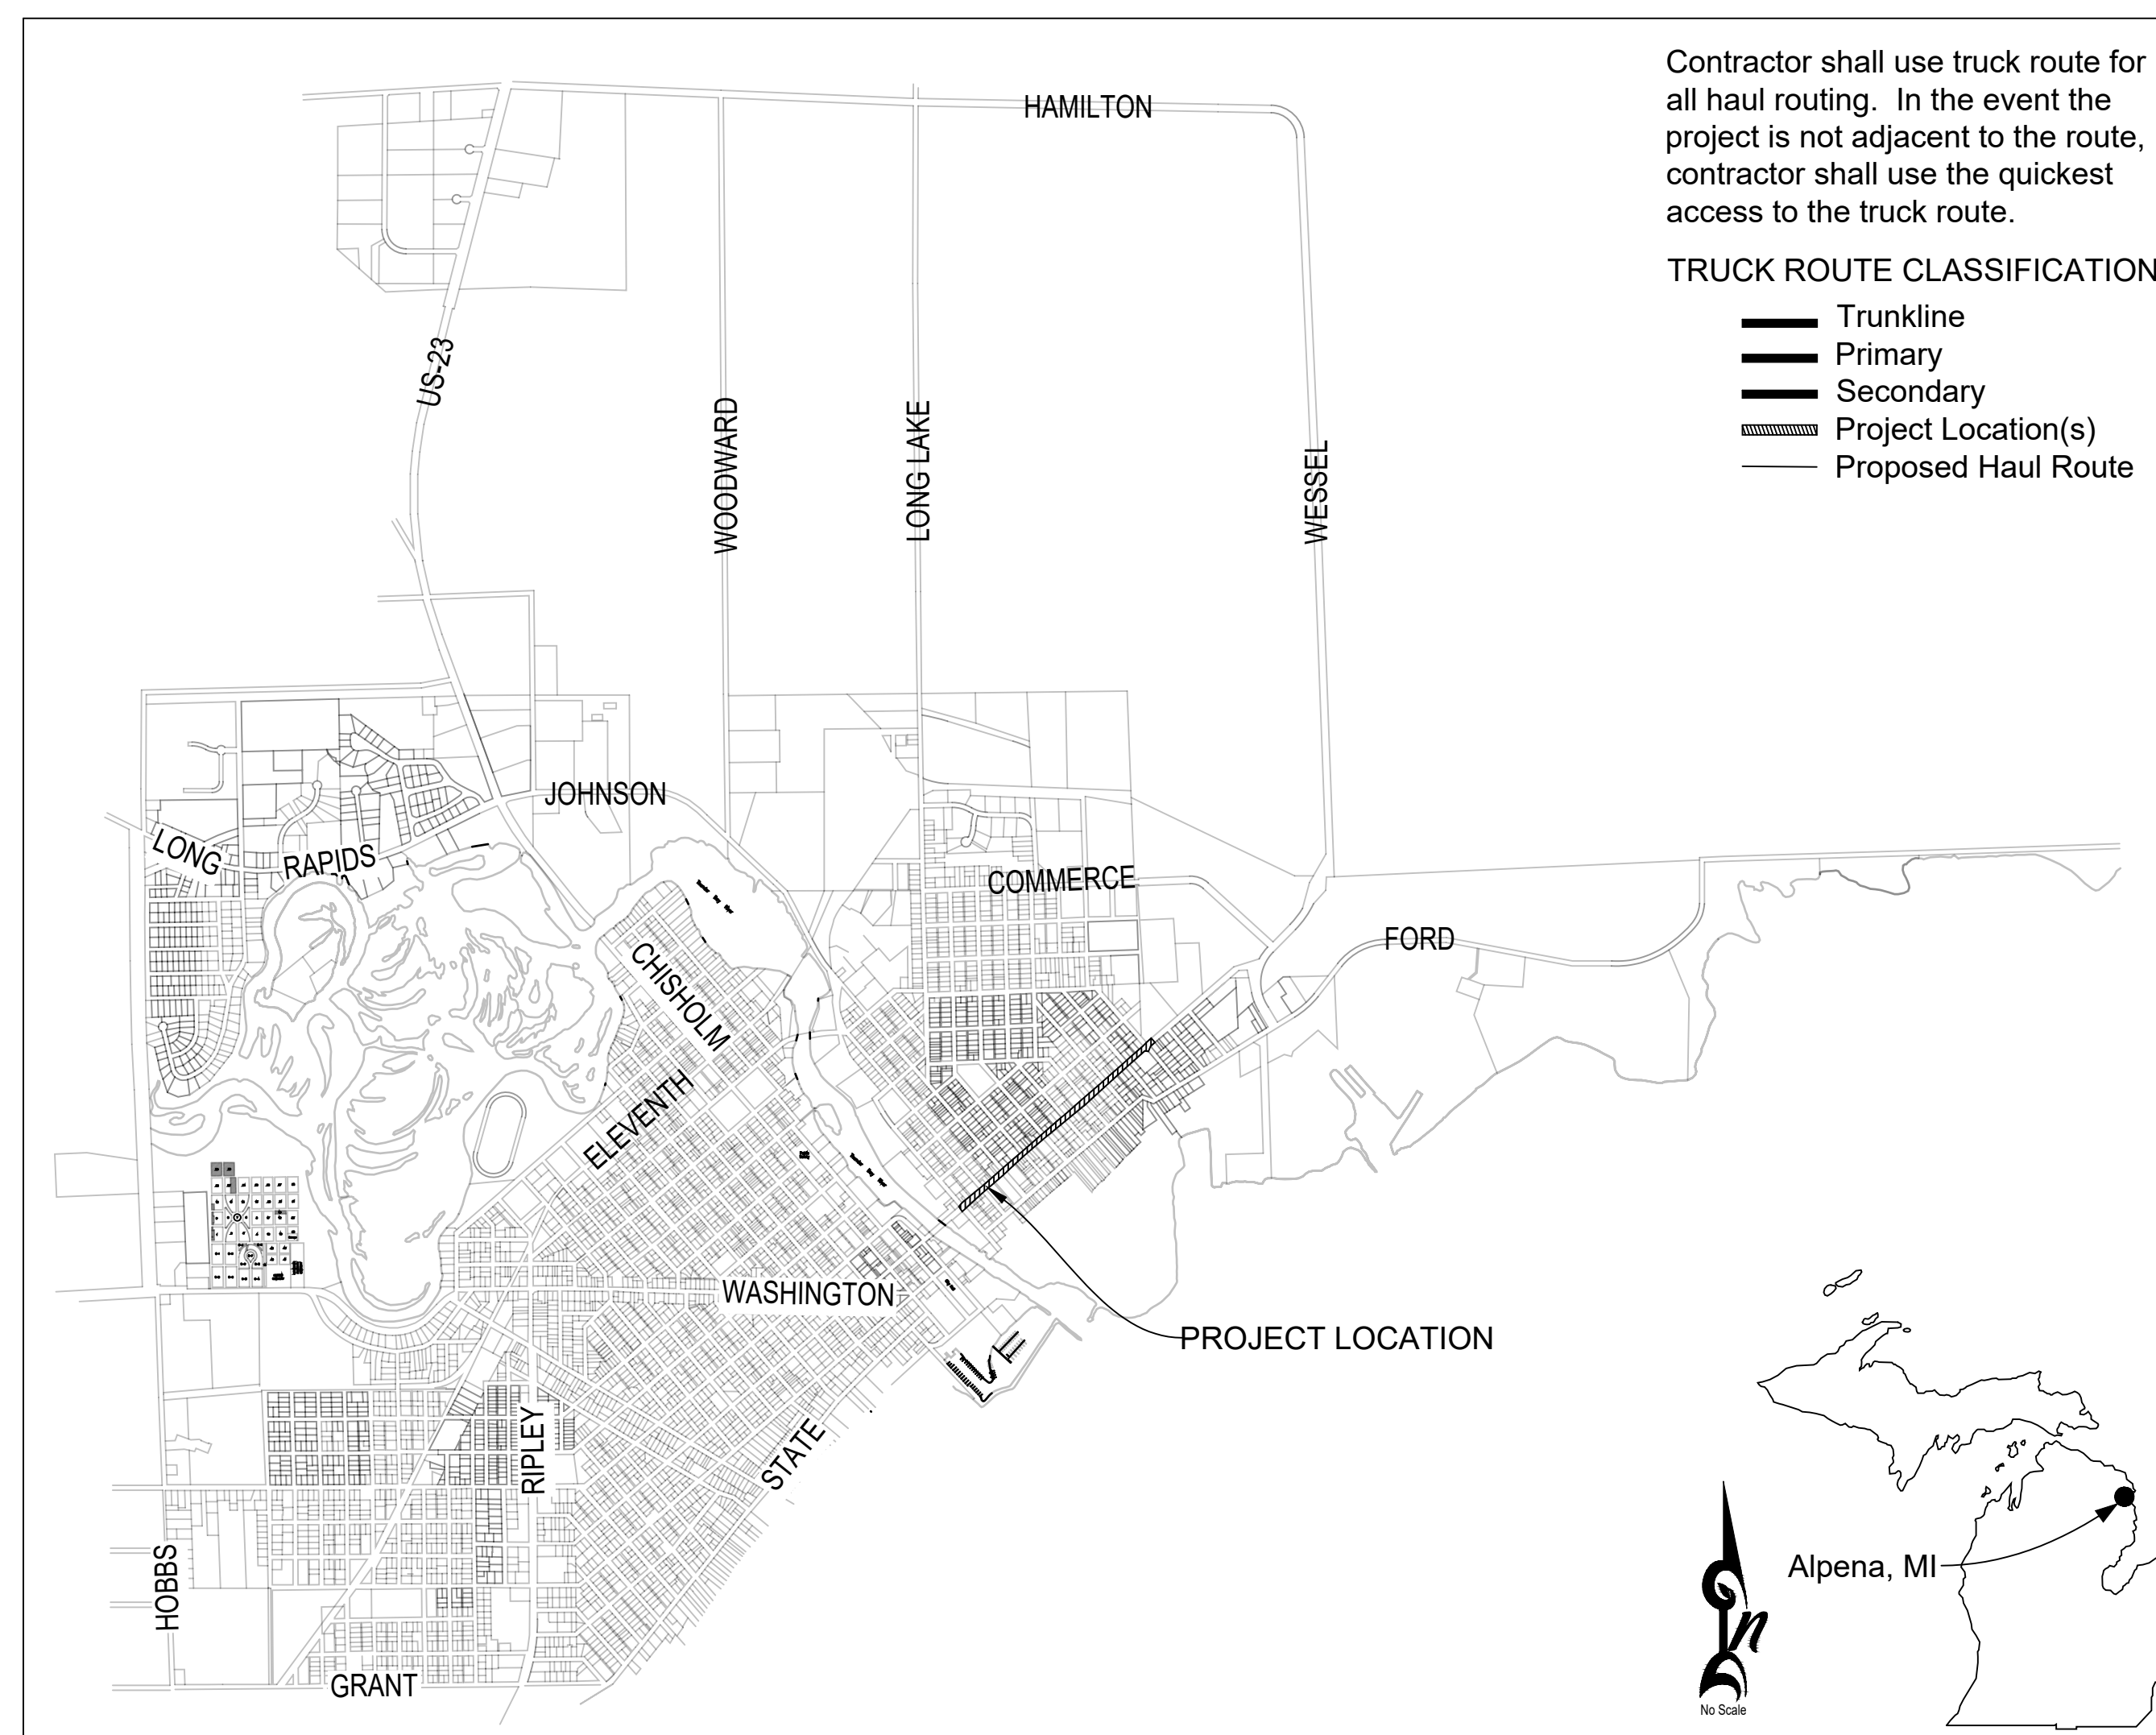 Contractor shall use truck route for
all haul routing. In the event the
project is not adjacent to the route,
contractor shall use the quickest
access to the truck route.
TRUCK ROUTE CLASSIFICATION
Trunkline
Primary
Secondary
Project Location(s)
Proposed Haul Route
HAMILTON
US-23
WOODWARD
LONG LAKE
WESSEL
JOHNSON
LONG
RAPIDS
COMMERCE
FORD
CHISHOLM
ELEVENTH
WASHINGTON
PROJECT LOCATION
RIPLEY
STATE
HOBBS
GRANT
Alpena, MI
n
No Scale